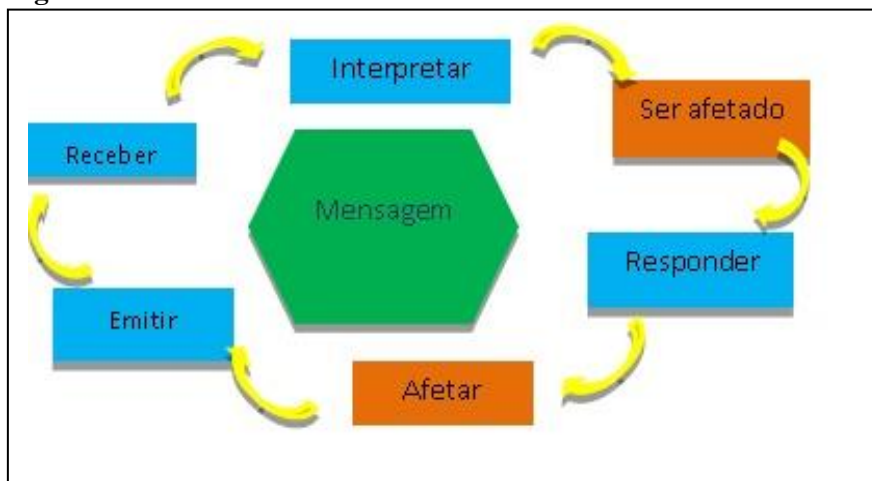 Interpretar
Ser afetado
Receber
Mensagem
Responder
Emitir
Afetar